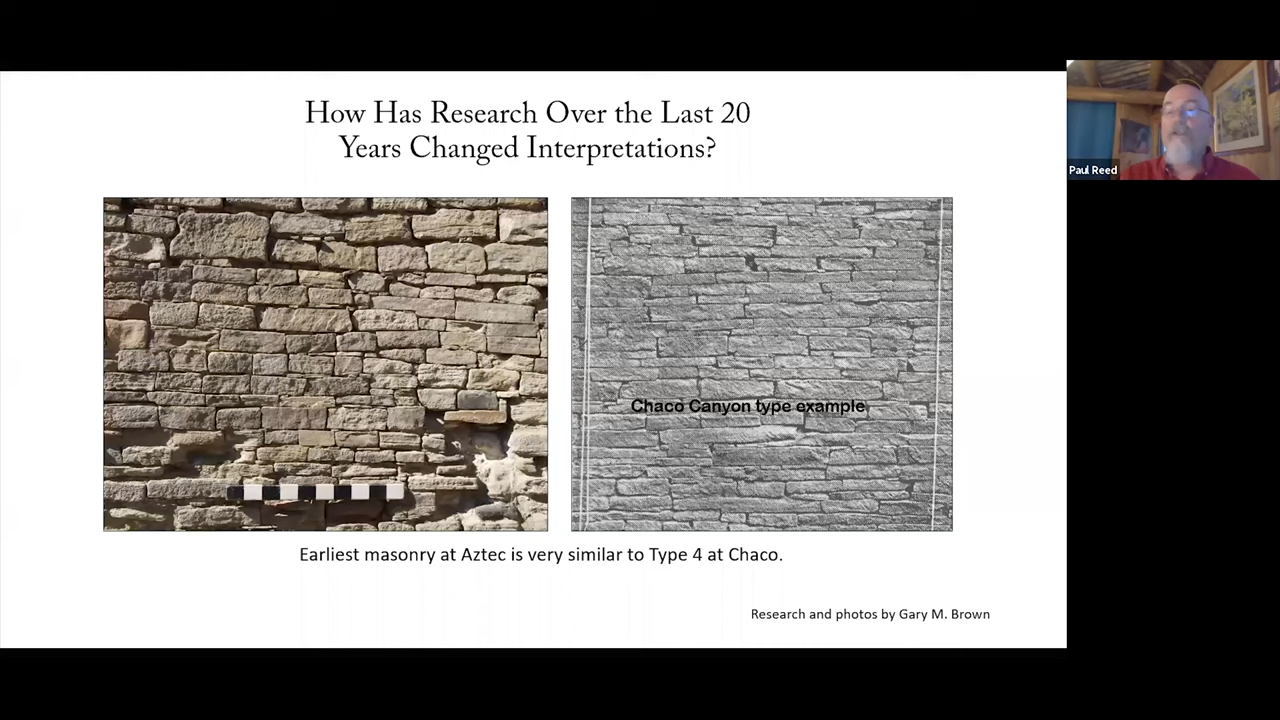 How Has Research Over the Last 20
Years Changed Interpretations?
Paul Reed
Chaco Canyon type example
Earliest masonry at Aztec is very similar to Type 4 at Chaco.
Research and photos by Gary M. Brown